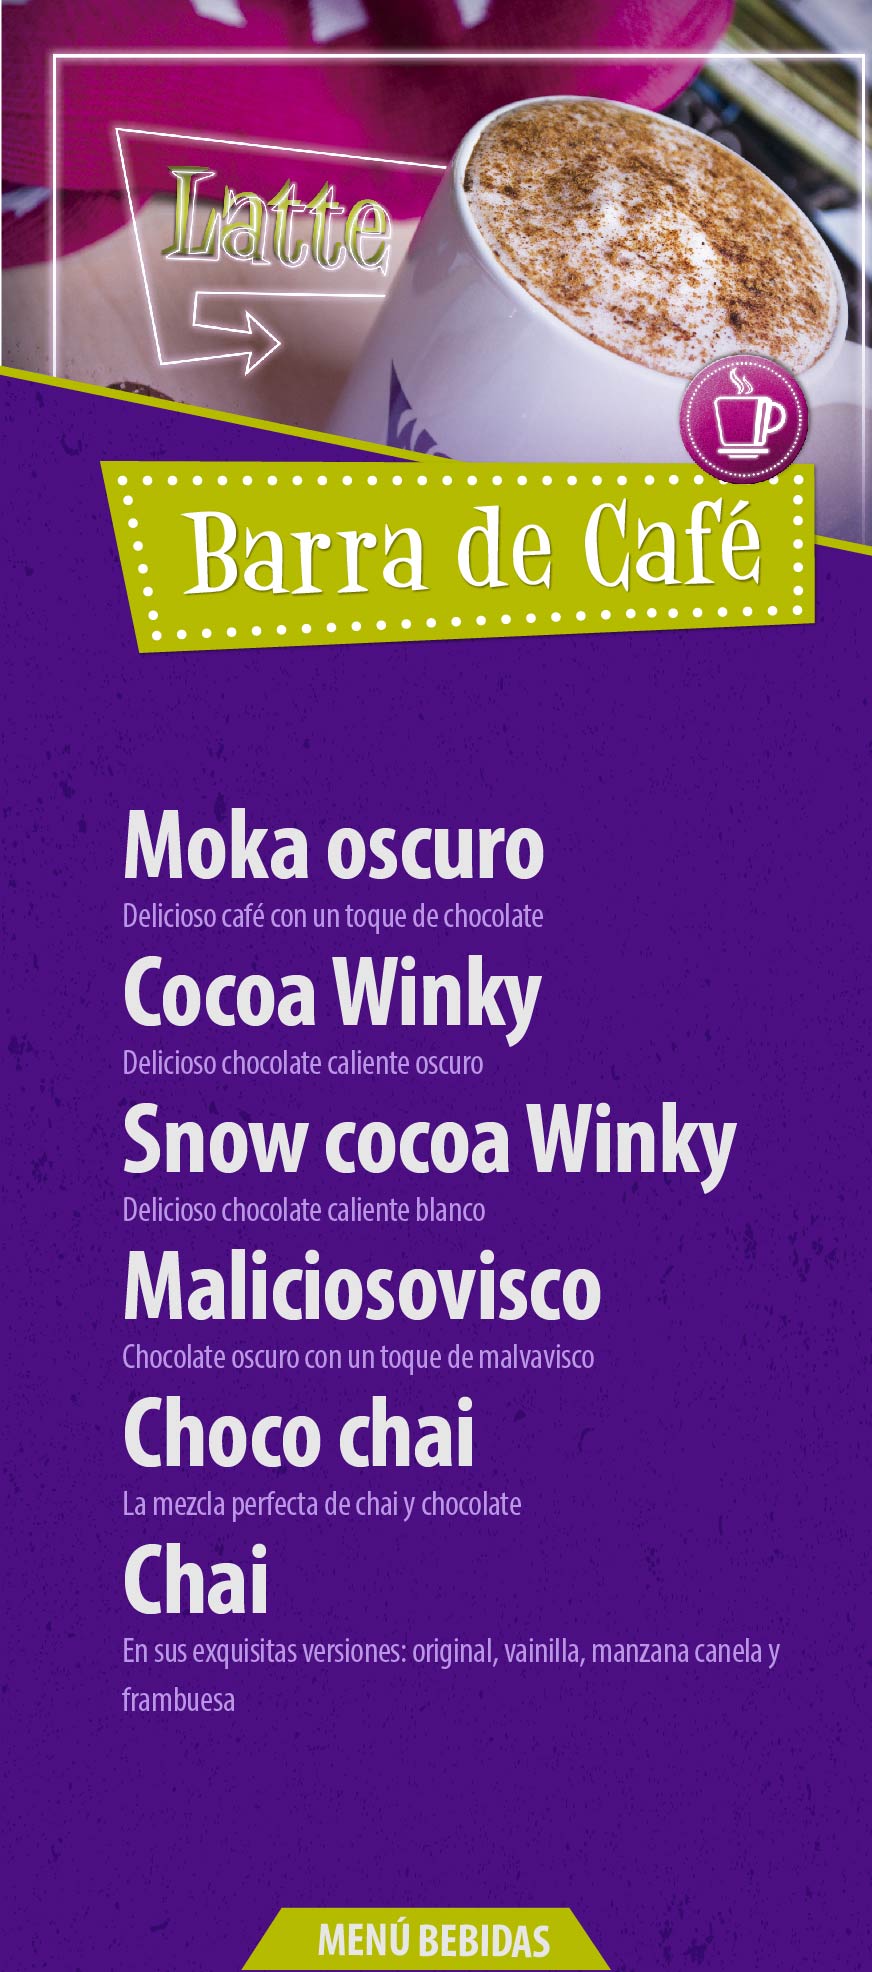 Latte
Barra de Café
Moka oscuro
Delicioso café con un toque de chocolate
Cocoa Winky
Delicioso chocolate caliente oscuro
Snow cocoa Winky
Delicioso chocolate caliente blanco
Maliciosovisco
Chocolate oscuro con un toque de malvavisco
Choco chai
La mezcla perfecta de chai y chocolate
Chai
En sus exquisitas versiones: original, vainilla, manzana canela y
frambuesa
MENÚ BEBIDAS